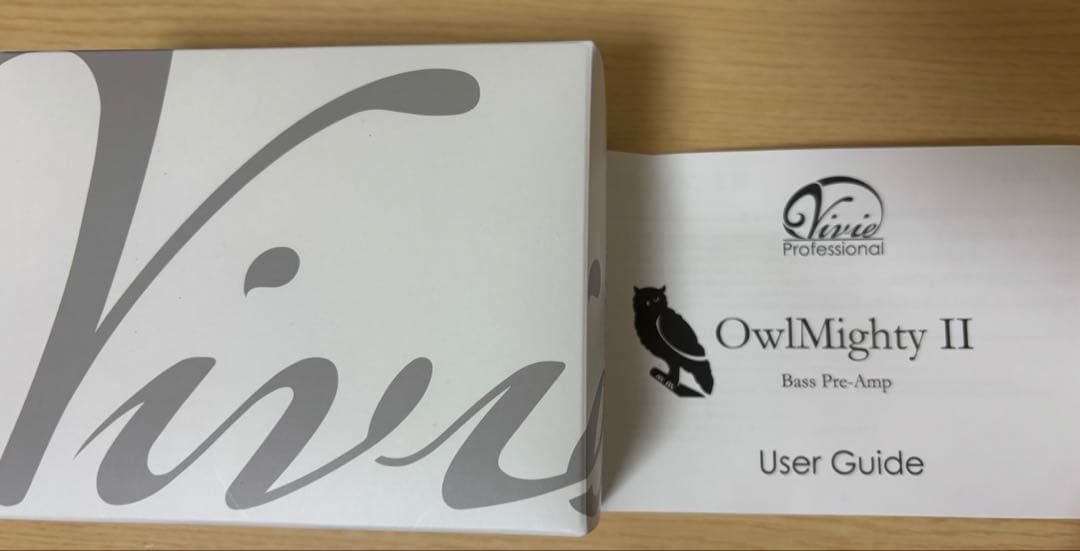 Vivie
Vivie
Professional
OwlMighty II
Bass Pre-Amp
User Guide